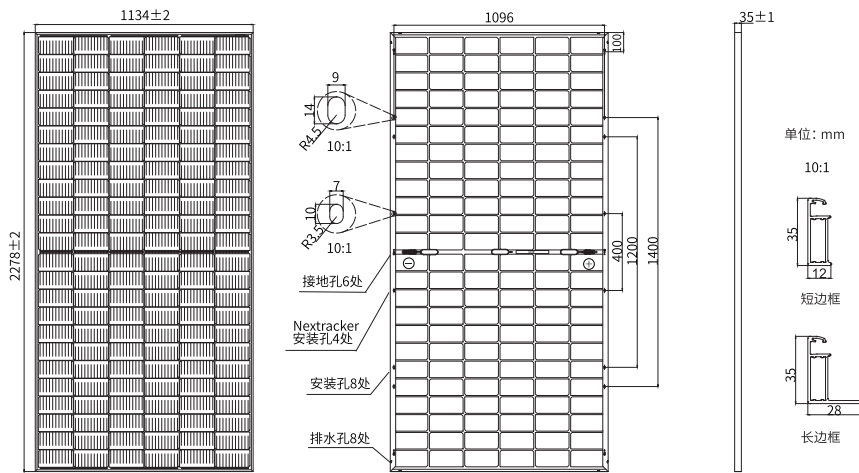 1134±2
2278±2
1096
100
9
14
R4.5
10:1
7
10
R3.5
10:1
接地孔6处
Nextracker
安装孔4处
安装孔8处
排水孔8处
400
1200
1400
35±1
单位：mm
10:1
35
12
短边框
35
28
长边框